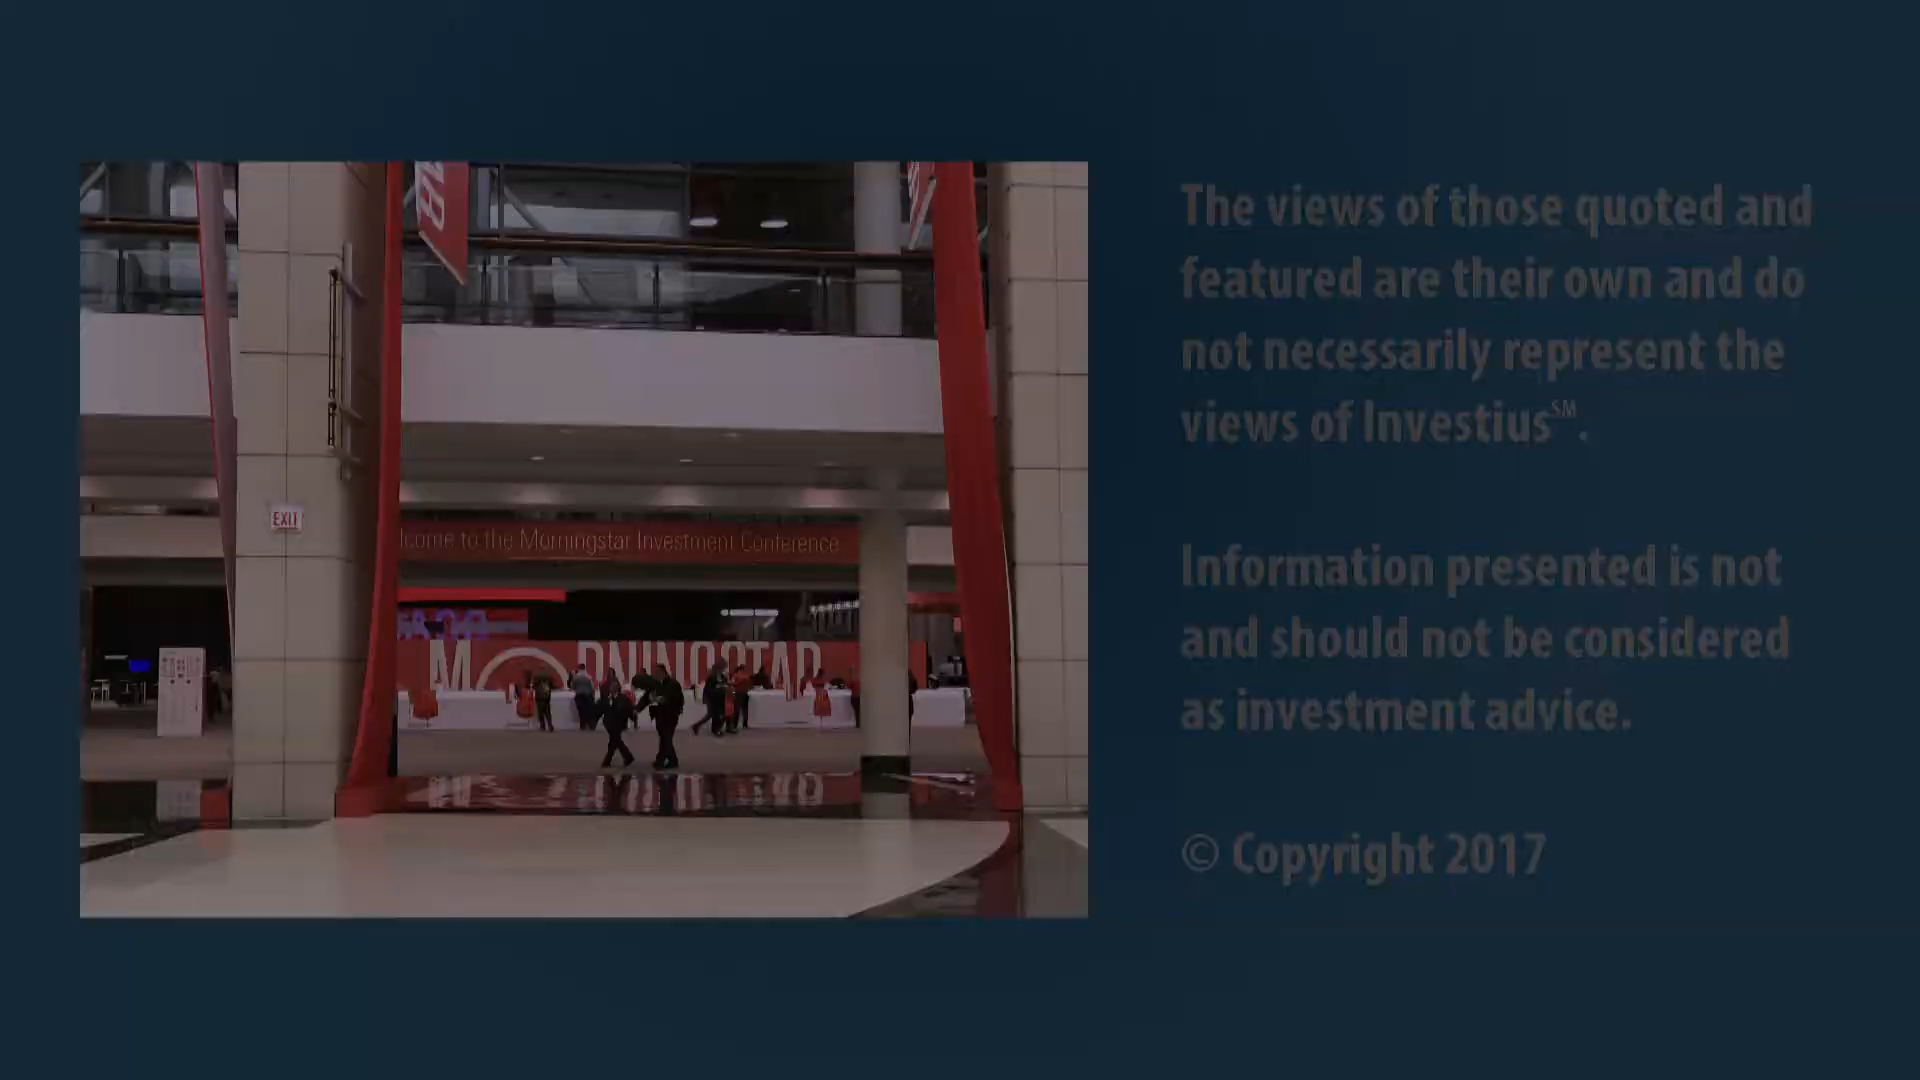 EXIT
lcome to the Morningstar Investment Conference
The views of those quoted and
featured are their own and do
not necessarily represent the
views of Investius℠.
Information presented is not
and should not be considered
as investment advice.
© Copyright 2017